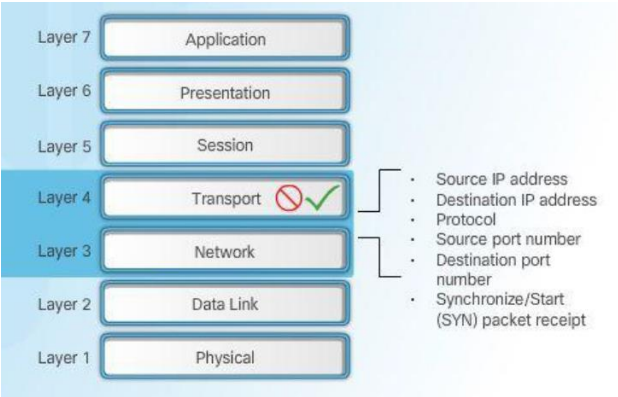 Layer 7 Application
Layer 6 Presentation
Layer 5 Session
Layer 4 Transport
Layer 3 Network
Layer 2 Data Link
Layer 1 Physical
· Source IP address
· Destination IP address
· Protocol
· Source port number
· Destination port
number
· Synchronize/Start
(SYN) packet receipt